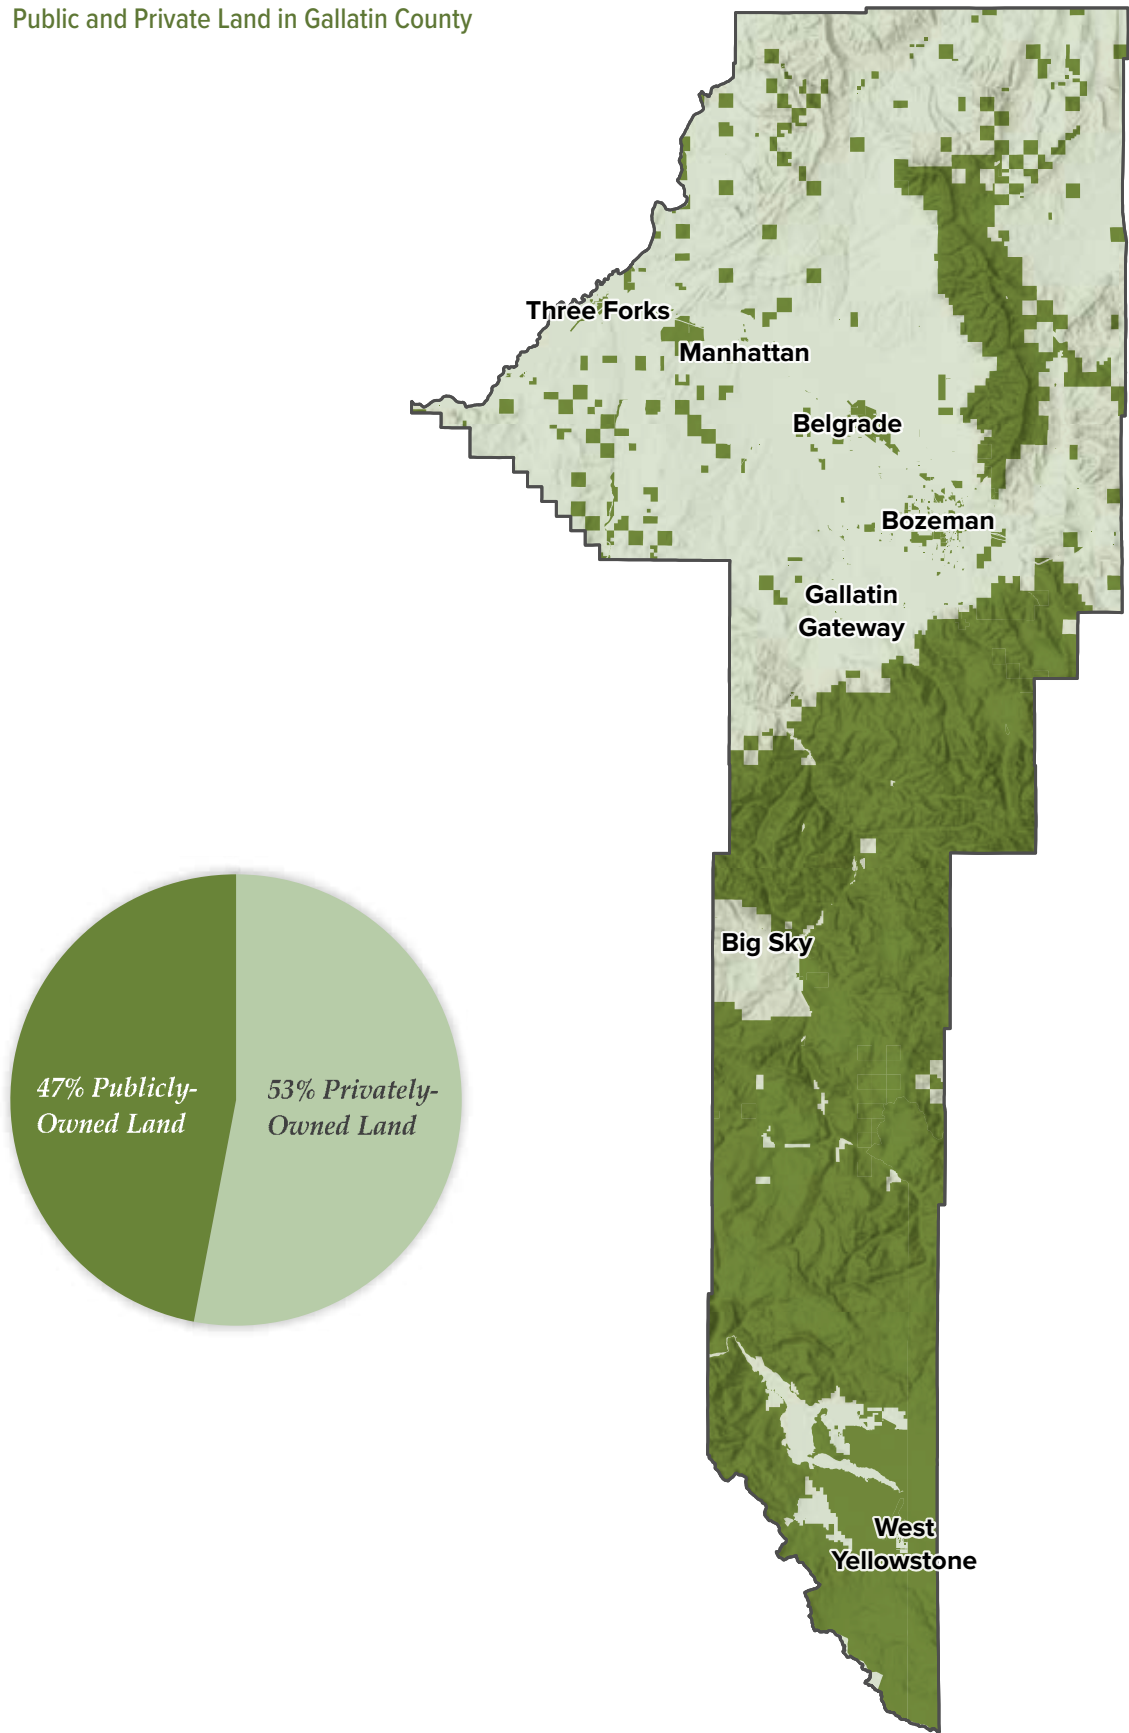 Public and Private Land in Gallatin County
Three Forks
Manhattan
Belgrade
Bozeman
Gallatin
Gateway
Big Sky
47% Publicly-
Owned Land
53% Privately-
Owned Land
West
Yellowstone